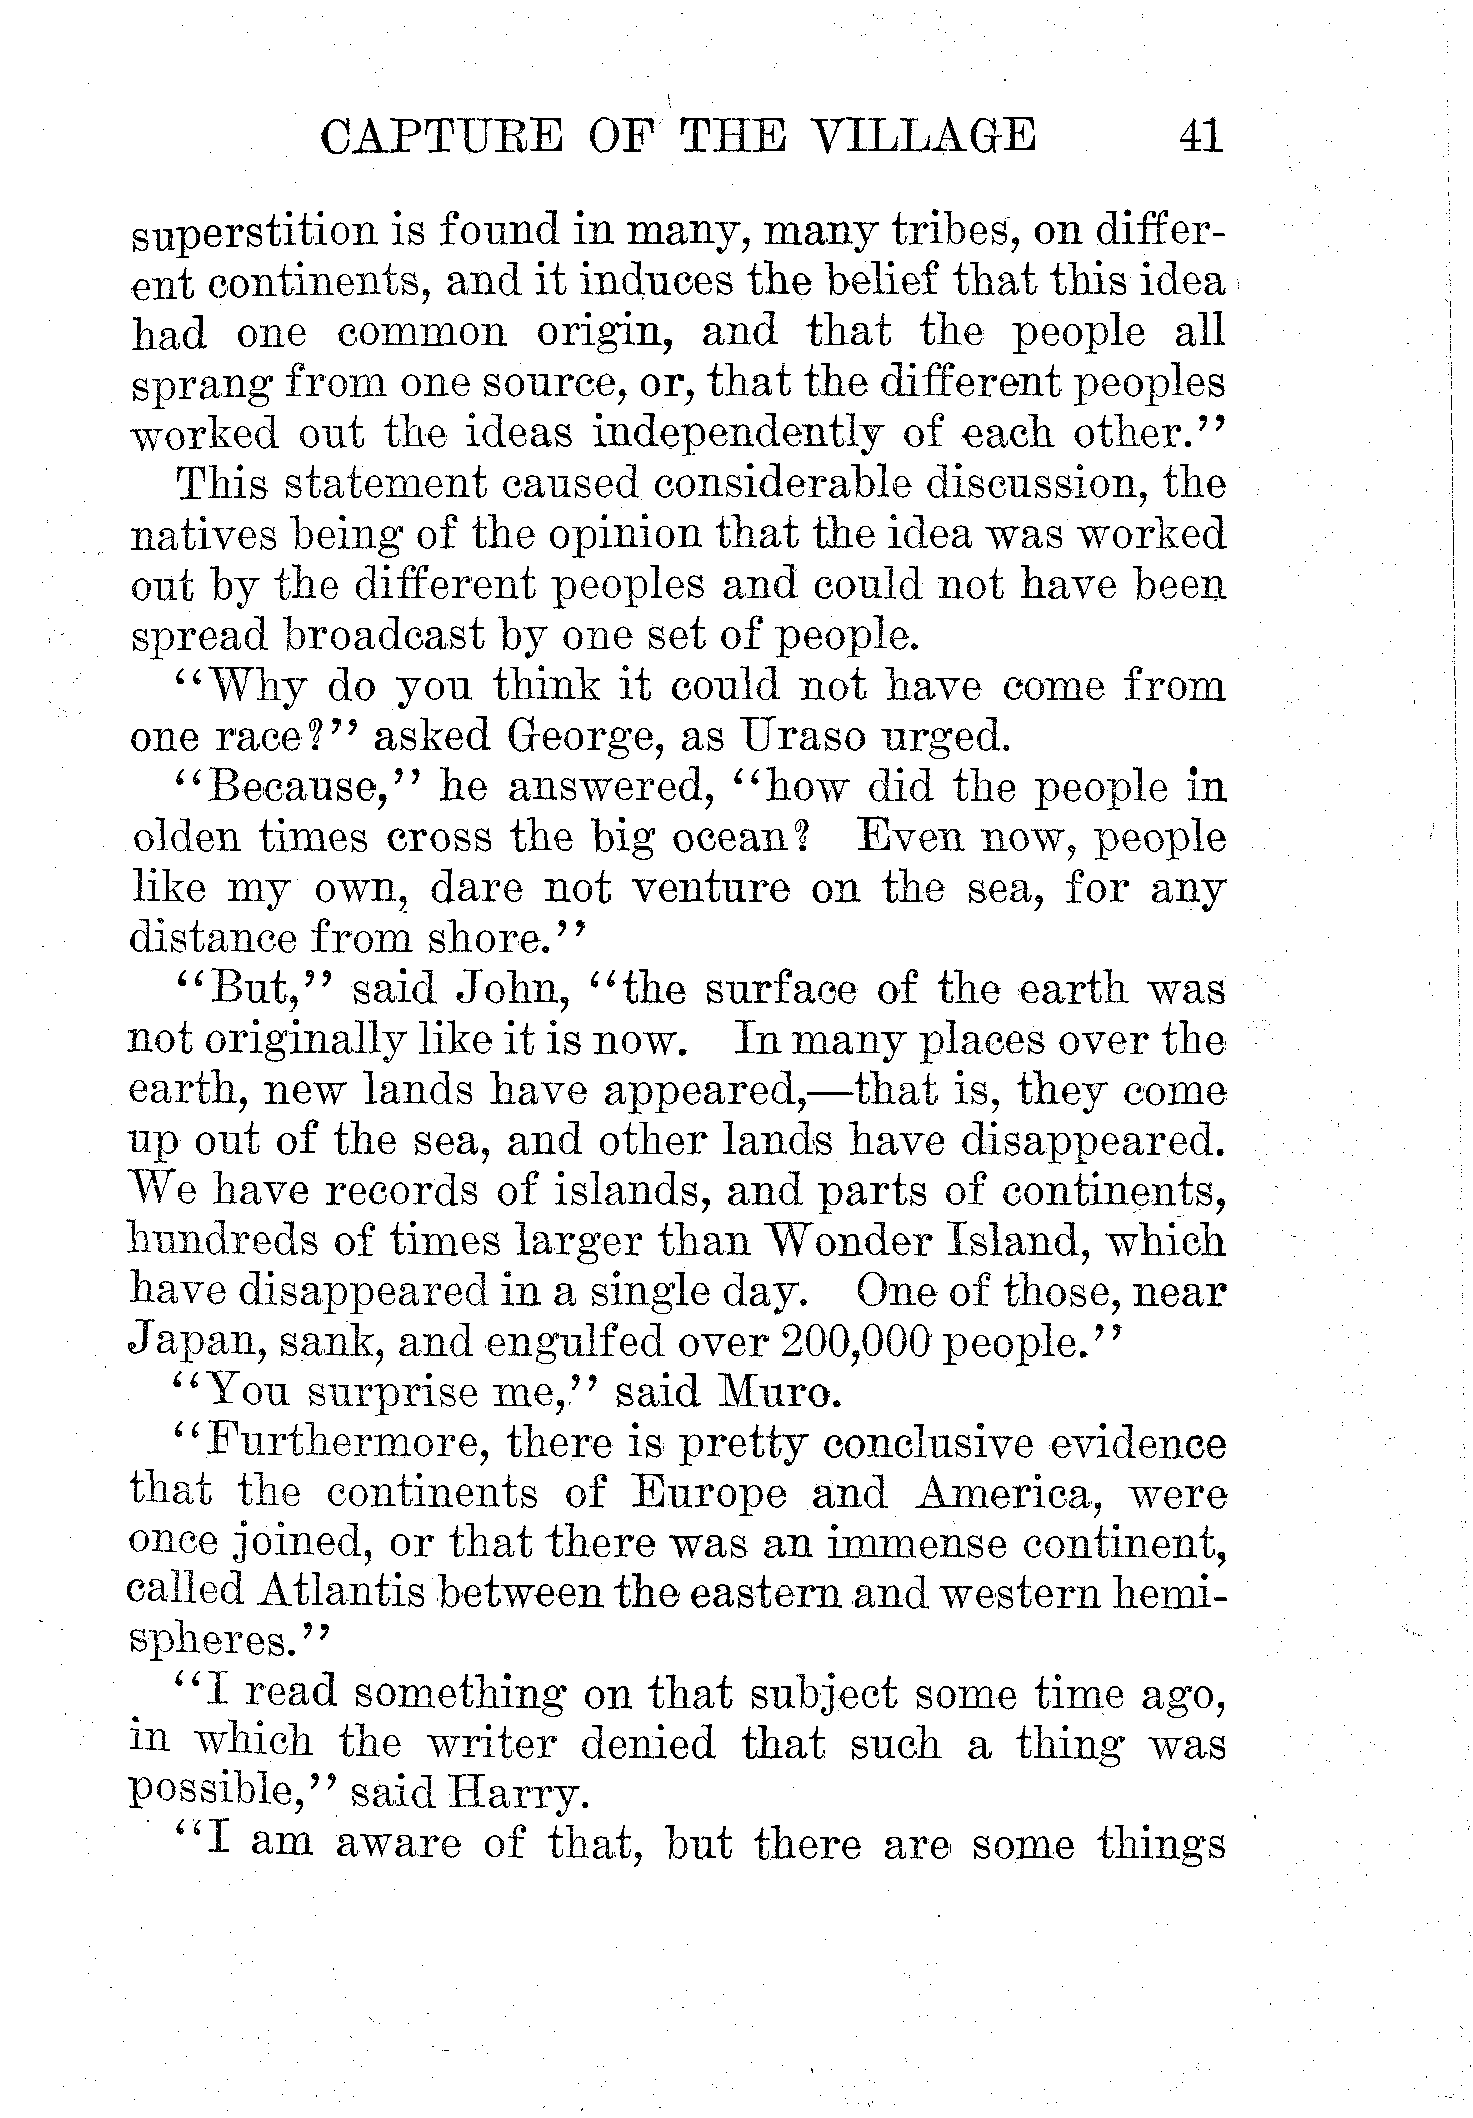 CAPTURE OF THE VILLAGE 41
superstition is found in many, many tribes, on differ-
ent continents, and it induces the belief that this idea
had one common origin, and that the people all
sprang from one source, or, that the different peoples
worked out the ideas independently of each other."
This statement caused considerable discussion, the
natives being of the opinion that the idea was worked
out by the different peoples and could not have been
spread broadcast by one set of people.
"Why do you think it could not have come from
one race?" asked George, as Uraso urged.
"Because," he answered, "how did the people in
olden times cross the big ocean? Even now, people
like my own, dare not venture on the sea, for any
distance from shore."
"But," said John, "the surface of the earth was
not originally like it is now. In many places over the
earth, new lands have appeared,—that is, they come
up out of the sea, and other lands have disappeared.
We have records of islands, and parts of continents,
hundreds of times larger than Wonder Island, which
have disappeared in a single day. One of those, near
Japan, sank, and engulfed over 200,000 people."
"You surprise me," said Muro.
"Furthermore, there is pretty conclusive evidence
that the continents of Europe and America, were
once joined, or that there was an immense continent,
called Atlantis between the eastern and western hemi-
spheres."
"I read something on that subject some time ago,
in which the writer denied that such a thing was
possible," said Harry.
"I am aware of that, but there are some things